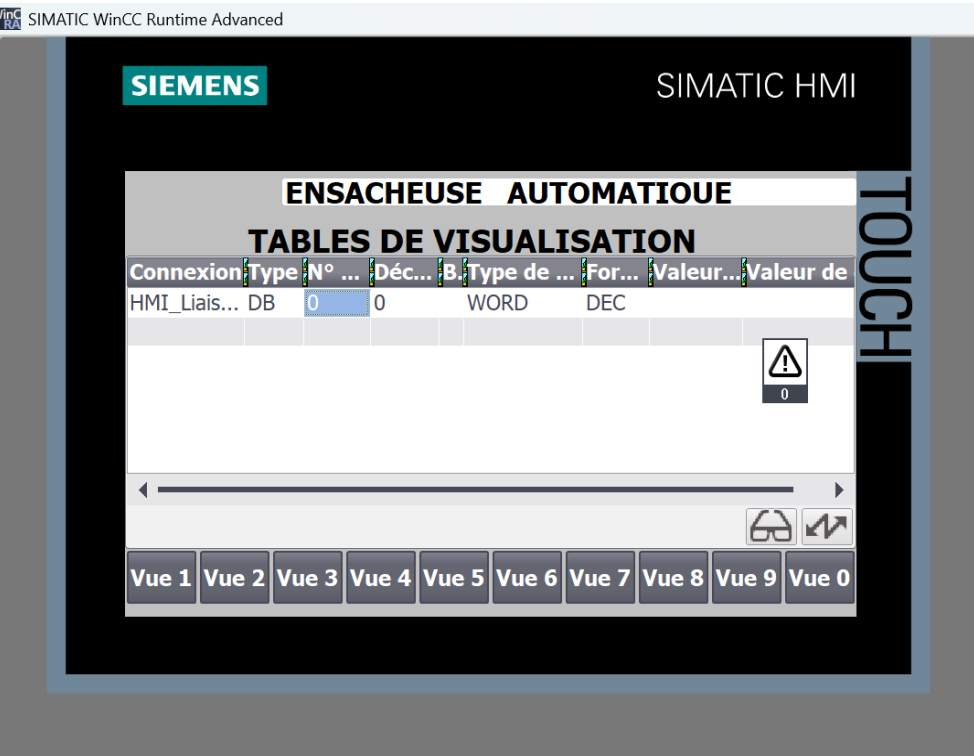 SIMATIC WinCC Runtime Advanced
SIEMENS
SIMATIC HMI
TOUCH
ENSACHEUSE AUTOMATIQUE
TABLES DE VISUALISATION
Connexion Type N° ... Déc... B. Type de ... For... Valeur... Valeur de
HMI_Liais... DB 0 0 WORD DEC
0
Vue 1 Vue 2 Vue 3 Vue 4 Vue 5 Vue 6 Vue 7 Vue 8 Vue 9 Vue 0